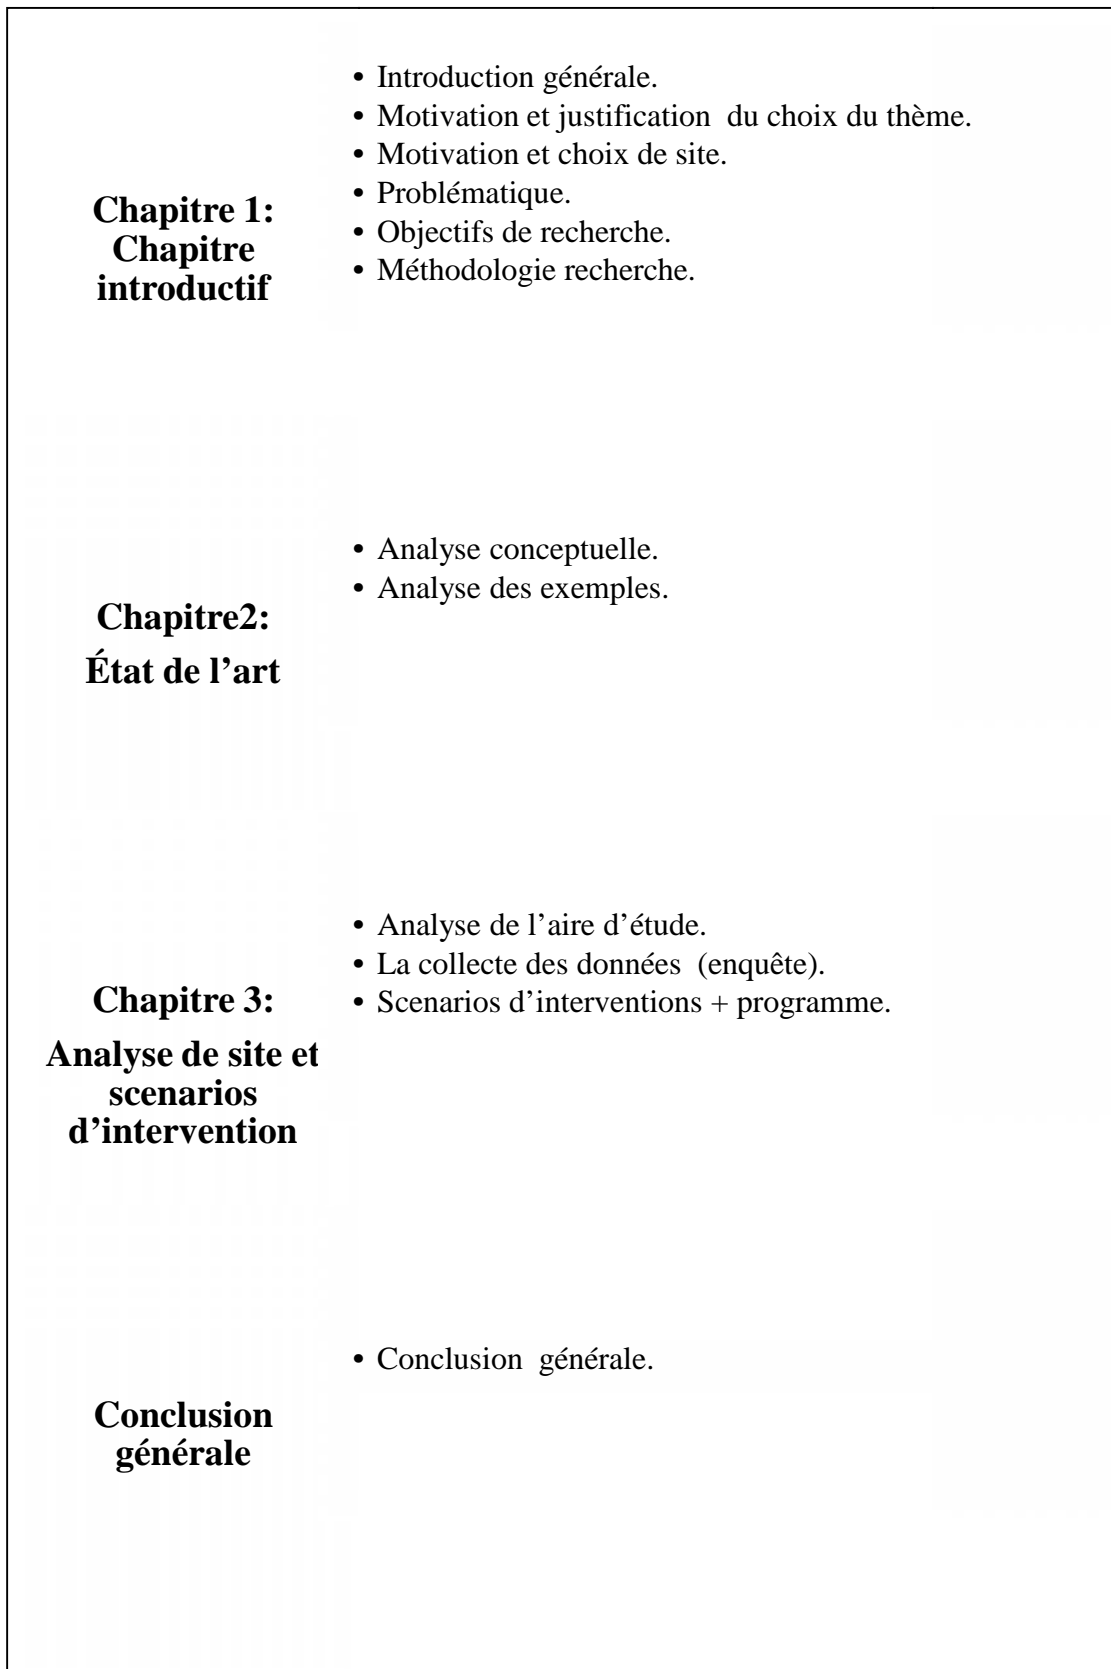 • Introduction générale.
• Motivation et justification du choix du thème.
• Motivation et choix de site.
• Problématique.
• Objectifs de recherche.
• Méthodologie recherche.
Chapitre 1:
Chapitre
introductif
• Analyse conceptuelle.
• Analyse des exemples.
Chapitre2:
État de l’art
• Analyse de l’aire d’étude.
• La collecte des données (enquête).
• Scenarios d’interventions + programme.
Chapitre 3:
Analyse de site et
scenarios
d’intervention
• Conclusion générale.
Conclusion
générale